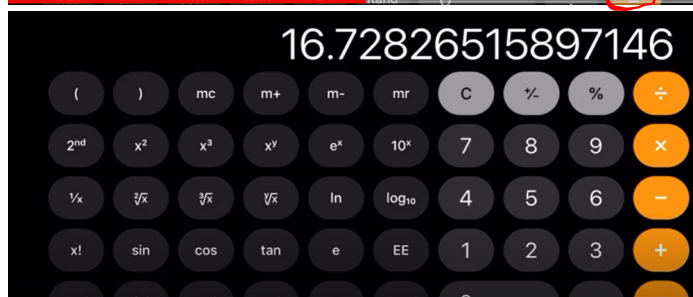 16.72826515897146
( ) mc m+ m- mr C +/- % ÷
2nd x² x³ xʸ eˣ 10ˣ 7 8 9 ×
1/x ²√x ³√x ʸ√x ln log₁₀ 4 5 6 −
x! sin cos tan e EE 1 2 3 +